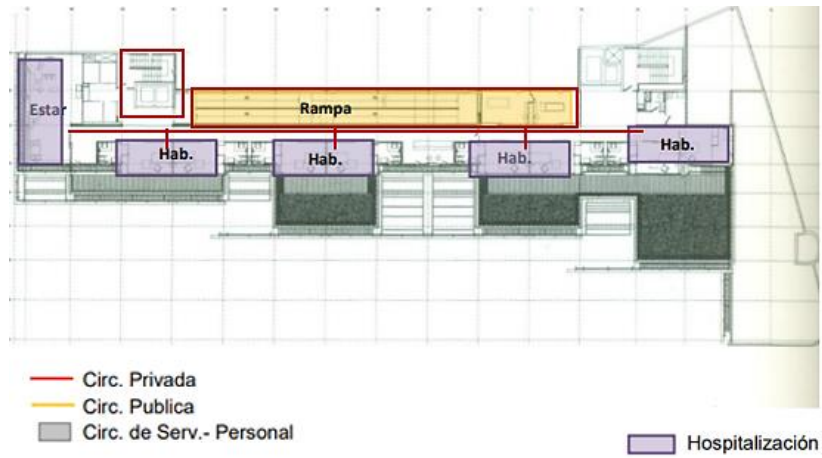 Estar
Rampa
Hab.
Hab.
Hab.
Hab.
Circ. Privada
Circ. Publica
Circ. de Serv.- Personal
Hospitalización